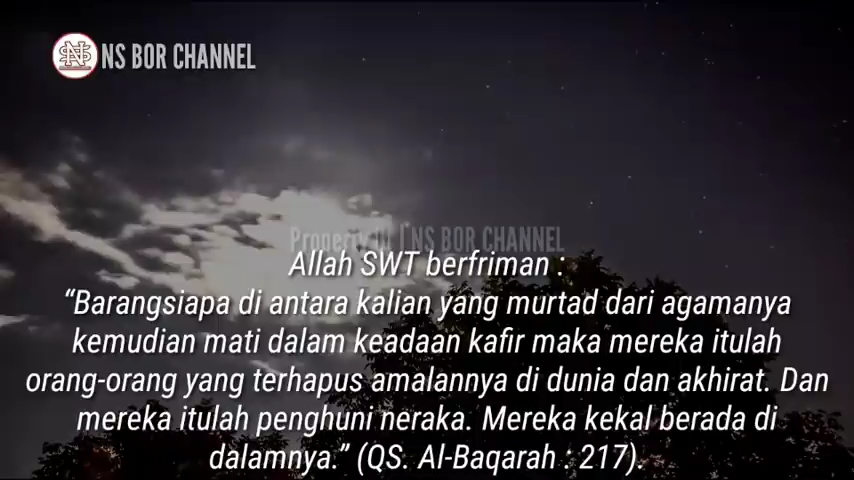 NS BOR CHANNEL
Property Of NS BOR CHANNEL
Allah SWT berfriman :
“Barangsiapa di antara kalian yang murtad dari agamanya
kemudian mati dalam keadaan kafir maka mereka itulah
orang-orang yang terhapus amalannya di dunia dan akhirat. Dan
mereka itulah penghuni neraka. Mereka kekal berada di
dalamnya.” (QS. Al-Baqarah : 217).